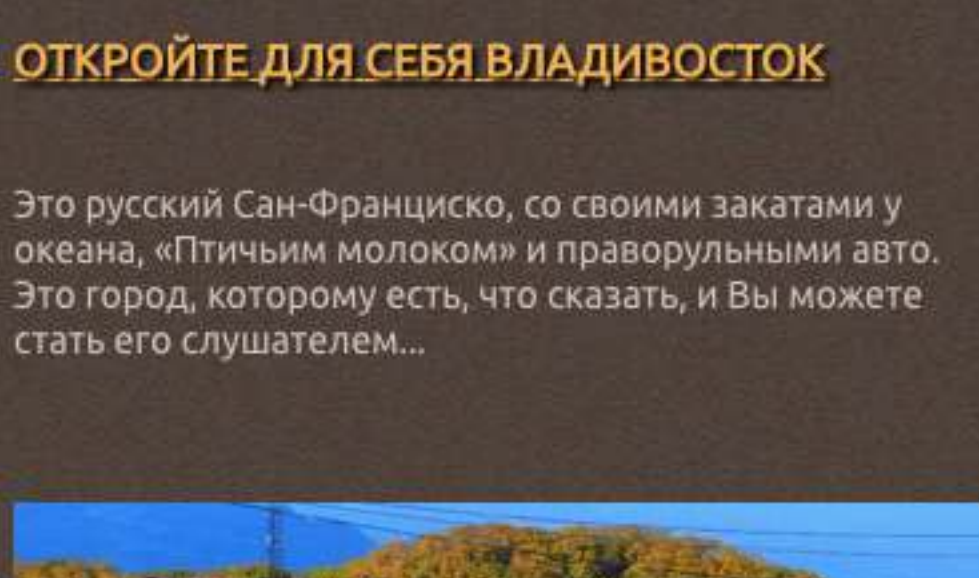 ОТКРОЙТЕ ДЛЯ СЕБЯ ВЛАДИВОСТОК
Это русский Сан-Франциско, со своими закатами у
океана, «Птичьим молоком» и праворульными авто.
Это город, которому есть, что сказать, и Вы можете
стать его слушателем...